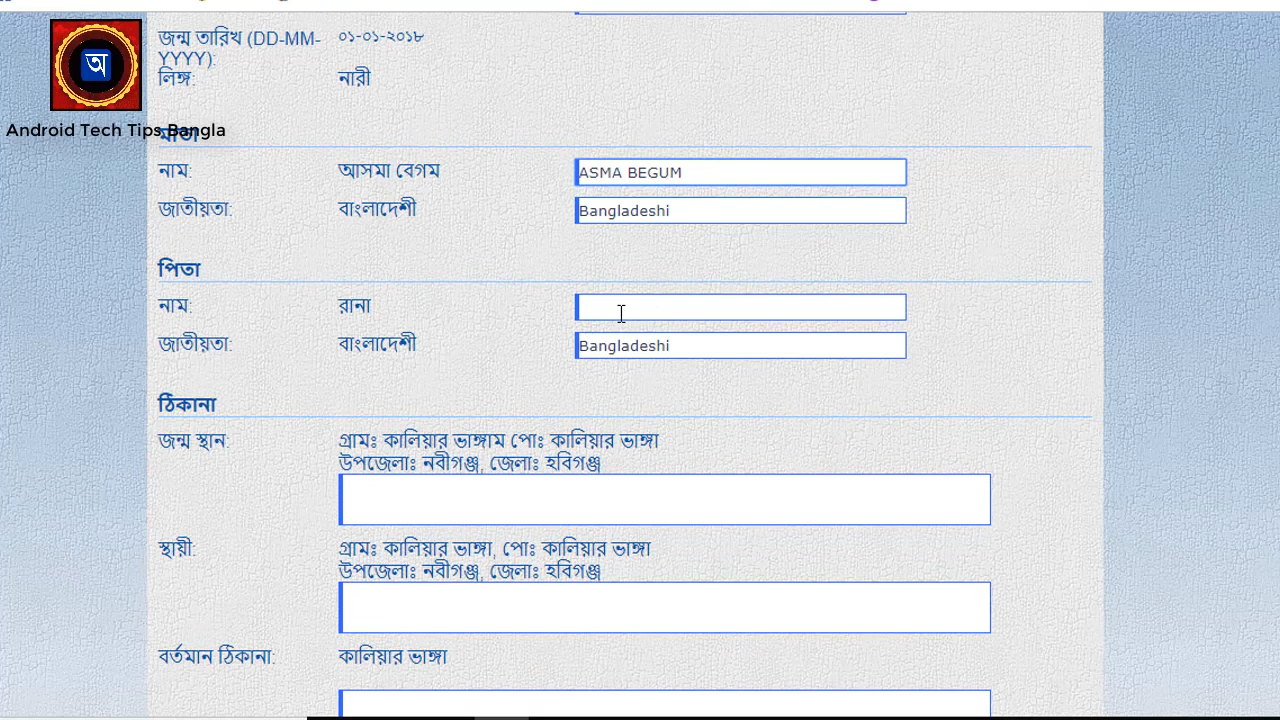 জন্ম তারিখ (DD-MM-YYYY): ০১-০১-২০১৮
লিঙ্গ: নারী
অ
Android Tech Tips Bangla
মাতা
নাম: আসমা বেগম ASMA BEGUM
জাতীয়তা: বাংলাদেশী Bangladeshi
পিতা
নাম: রানা
জাতীয়তা: বাংলাদেশী Bangladeshi
ঠিকানা
জন্ম স্থান: গ্রামঃ কালিয়ার ভাঙ্গাম পোঃ কালিয়ার ভাঙ্গা
উপজেলাঃ নবীগঞ্জ, জেলাঃ হবিগঞ্জ
স্থায়ী: গ্রামঃ কালিয়ার ভাঙ্গা, পোঃ কালিয়ার ভাঙ্গা
উপজেলাঃ নবীগঞ্জ, জেলাঃ হবিগঞ্জ
বর্তমান ঠিকানা: কালিয়ার ভাঙ্গা